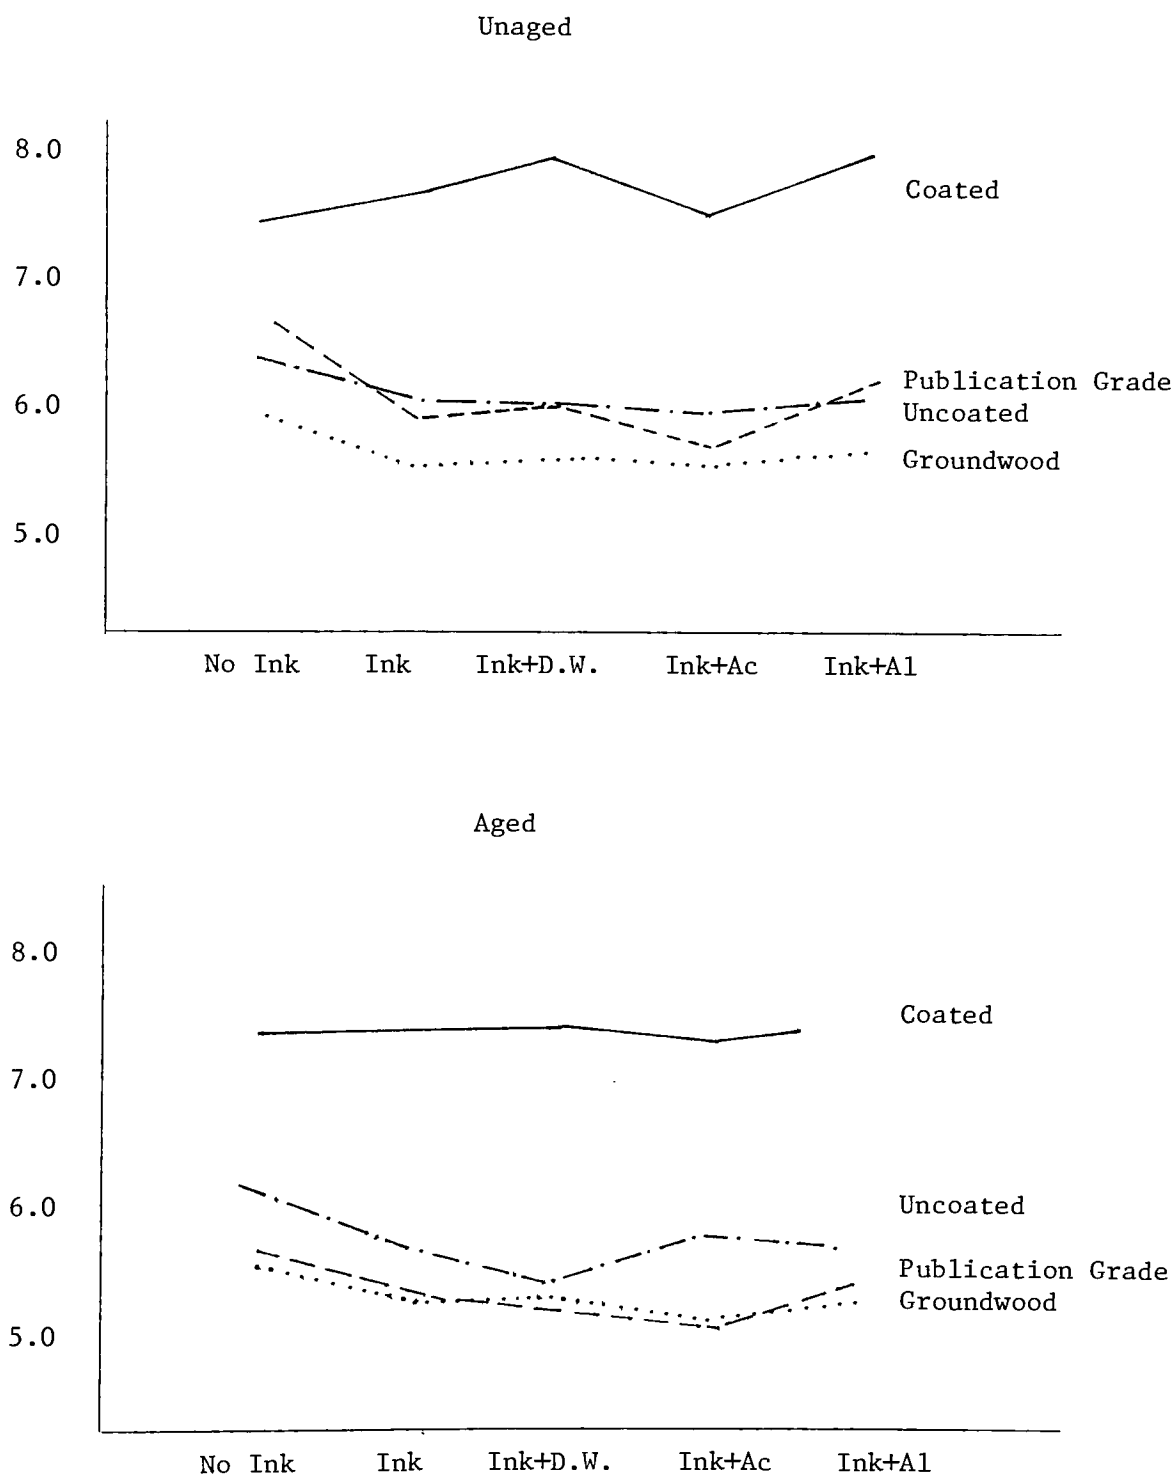 Unaged
8.0
Coated
7.0
Publication Grade
6.0
Uncoated
Groundwood
5.0
No Ink Ink Ink+D.W. Ink+Ac Ink+Al
Aged
8.0
Coated
7.0
6.0
Uncoated
Publication Grade
Groundwood
5.0
No Ink Ink Ink+D.W. Ink+Ac Ink+Al